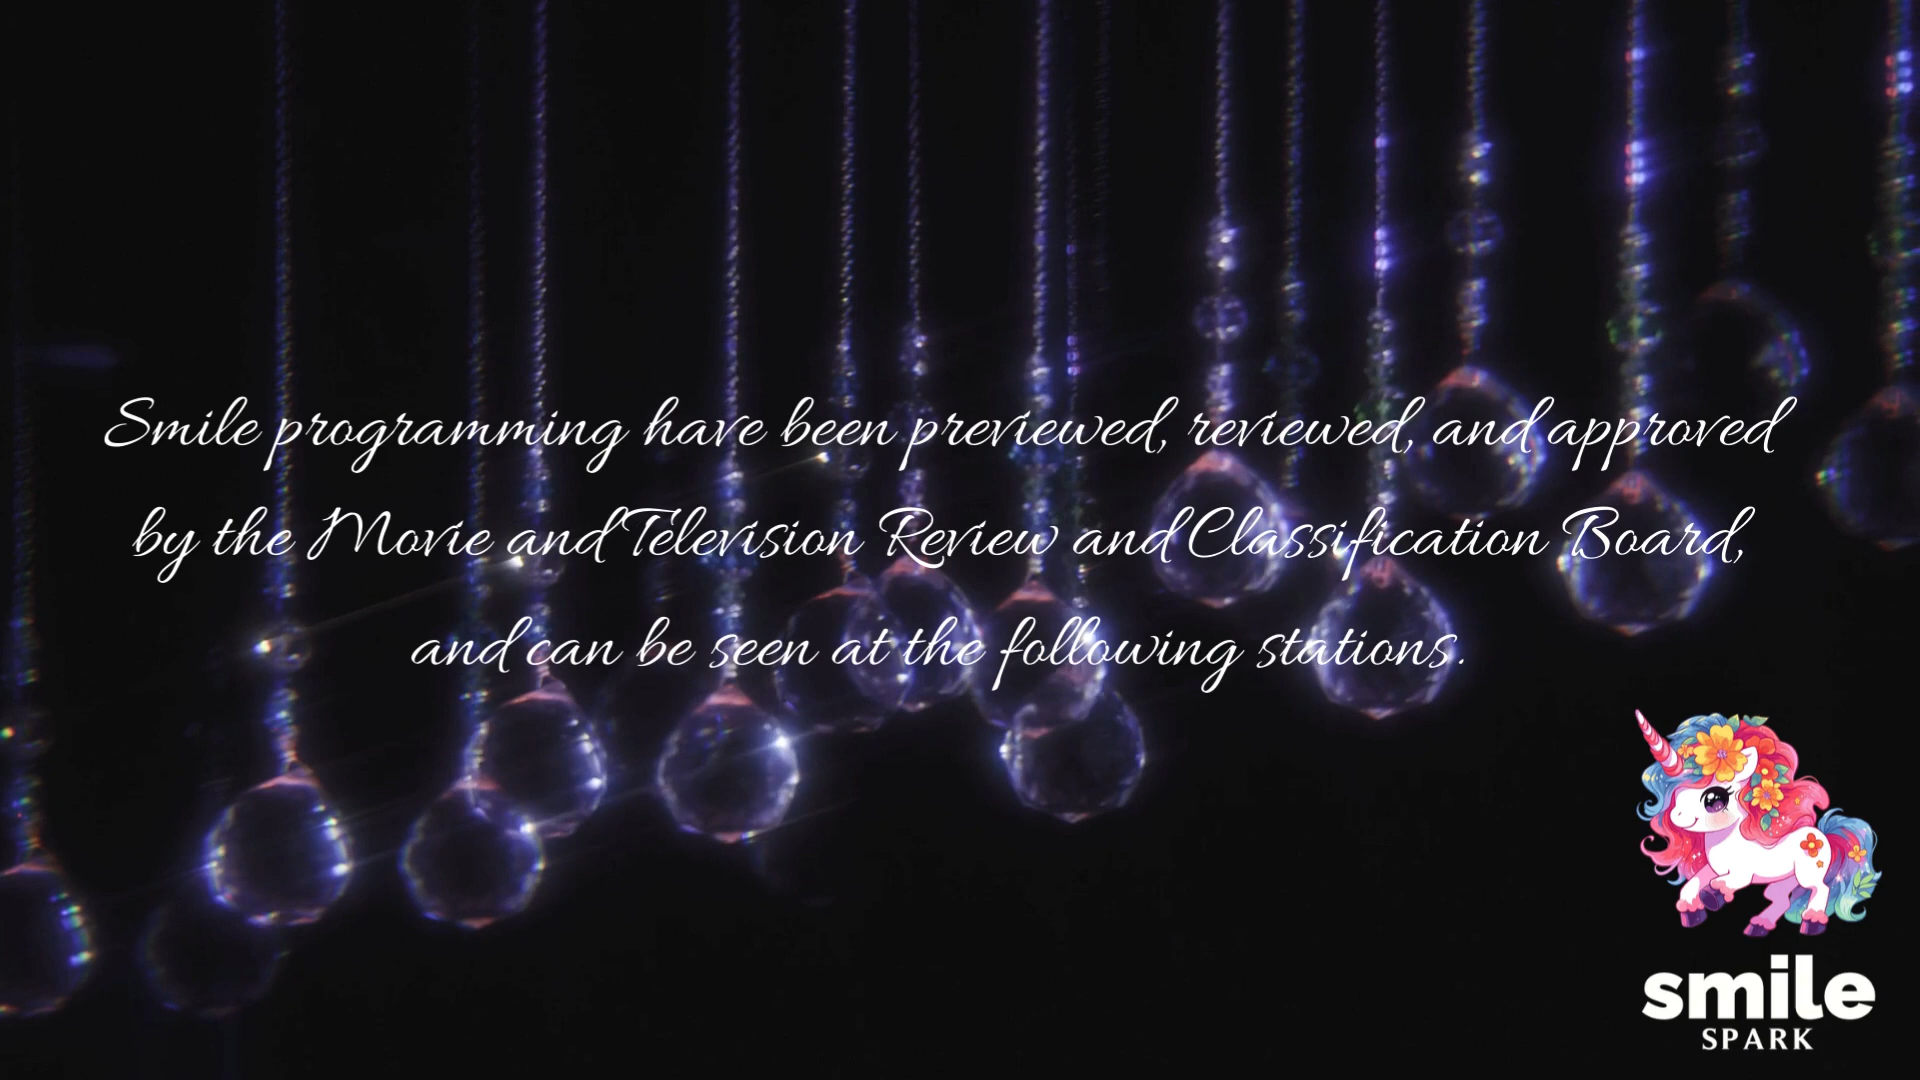 Smile programming have been previewed, reviewed, and approved
by the Movie and Television Review and Classification Board,
and can be seen at the following stations.
smile
SPARK